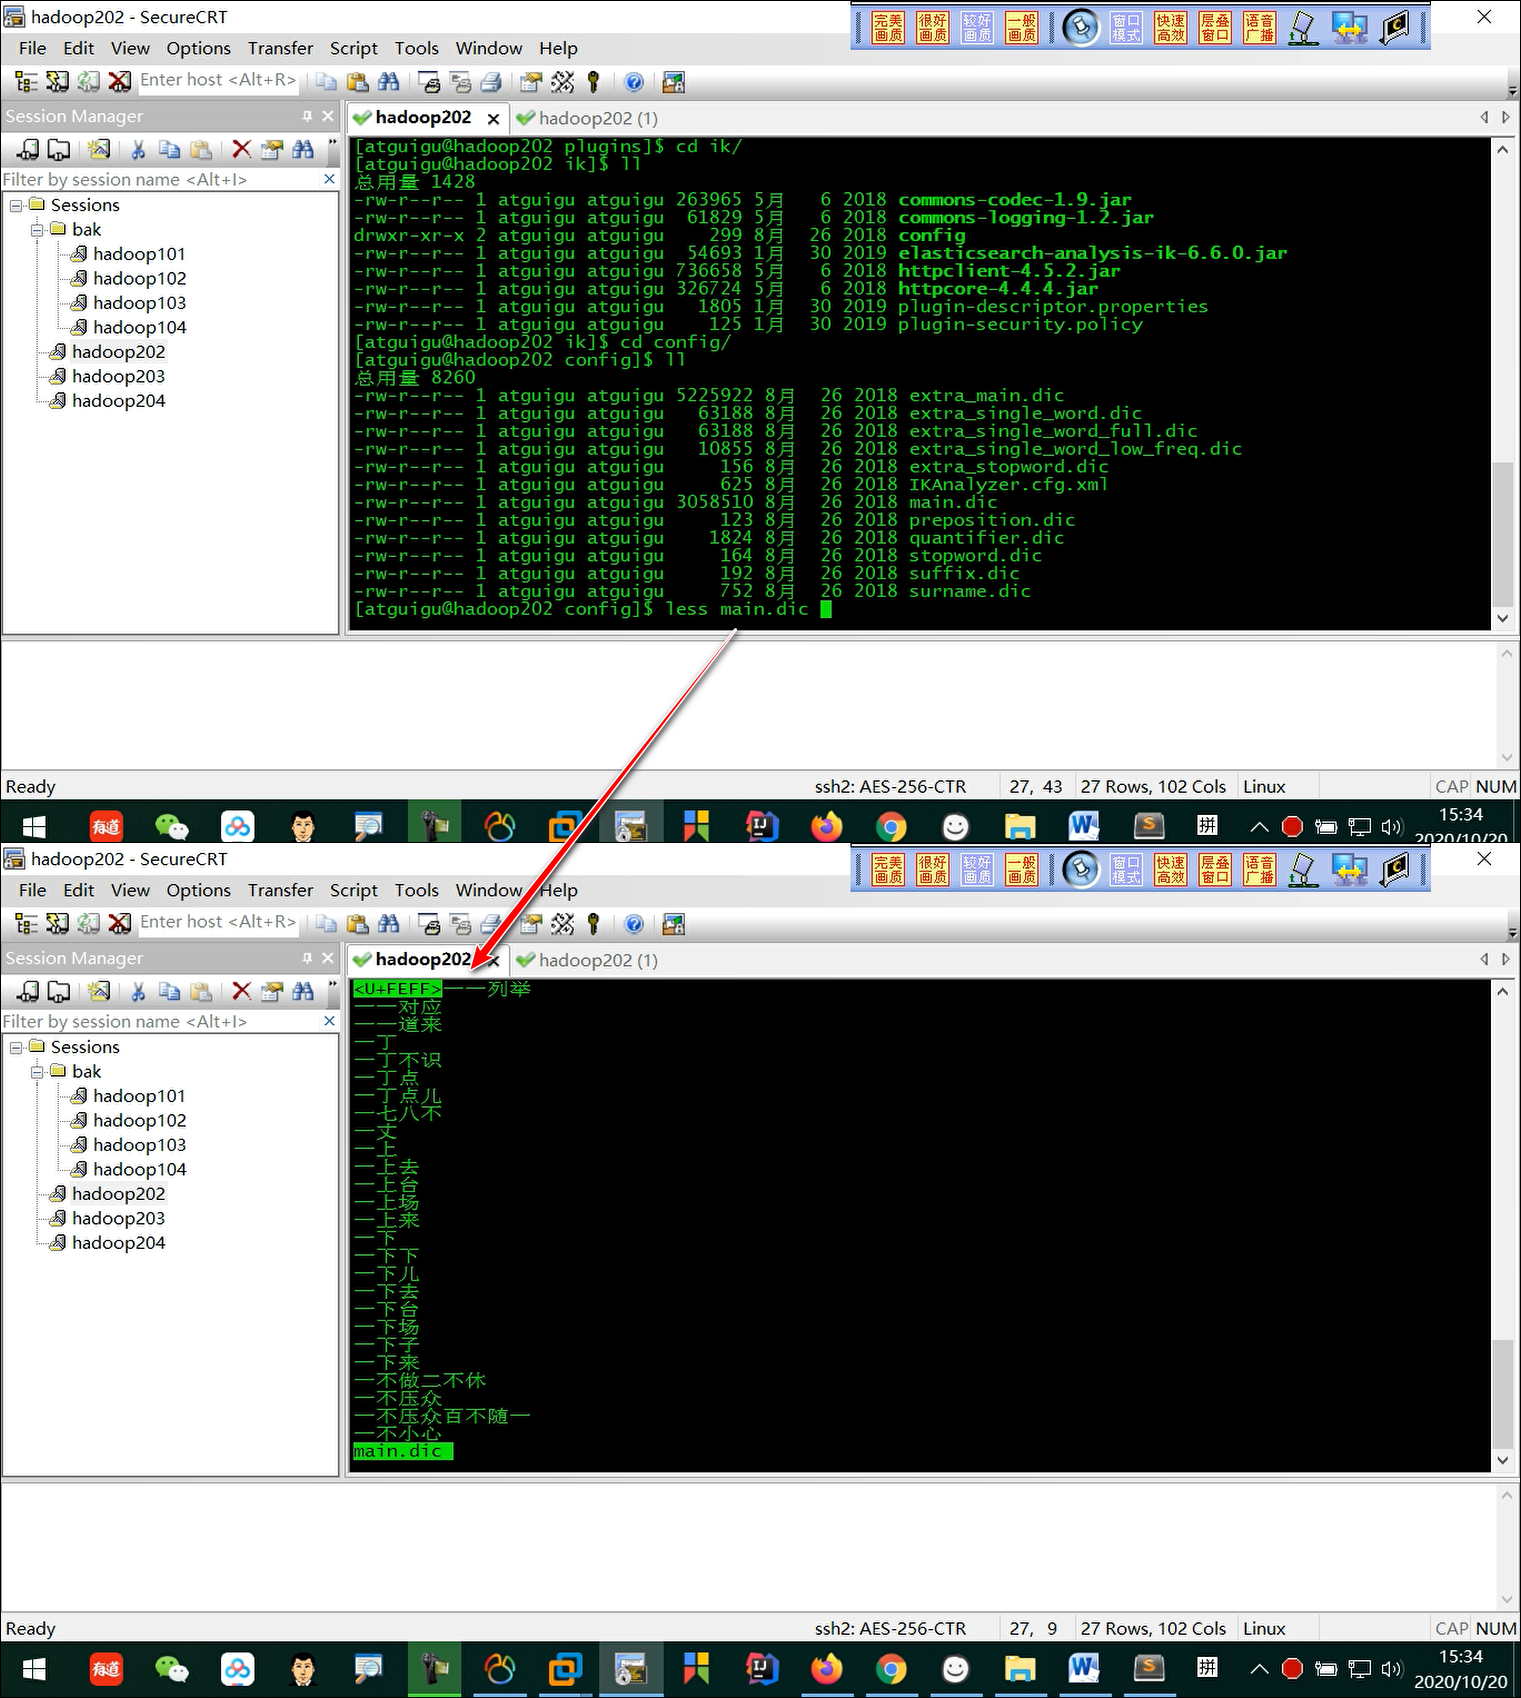 hadoop202 - SecureCRT
完美画质 很好画质 较好画质 一般画质 窗口模式 快速高效 层叠窗口 语音广播
File Edit View Options Transfer Script Tools Window Help
Enter host <Alt+R>
Session Manager
hadoop202 hadoop202 (1)
Filter by session name <Alt+I>
Sessions
bak
hadoop101
hadoop102
hadoop103
hadoop104
hadoop202
hadoop203
hadoop204
[atguigu@hadoop202 plugins]$ cd ik/
[atguigu@hadoop202 ik]$ ll
总用量 1428
-rw-r--r-- 1 atguigu atguigu 263965 5月 6 2018 commons-codec-1.9.jar
-rw-r--r-- 1 atguigu atguigu 61829 5月 6 2018 commons-logging-1.2.jar
drwxr-xr-x 2 atguigu atguigu 299 8月 26 2018 config
-rw-r--r-- 1 atguigu atguigu 54693 1月 30 2019 elasticsearch-analysis-ik-6.6.0.jar
-rw-r--r-- 1 atguigu atguigu 736658 5月 6 2018 httpclient-4.5.2.jar
-rw-r--r-- 1 atguigu atguigu 326724 5月 6 2018 httpcore-4.4.4.jar
-rw-r--r-- 1 atguigu atguigu 1805 1月 30 2019 plugin-descriptor.properties
-rw-r--r-- 1 atguigu atguigu 125 1月 30 2019 plugin-security.policy
[atguigu@hadoop202 ik]$ cd config/
[atguigu@hadoop202 config]$ ll
总用量 8260
-rw-r--r-- 1 atguigu atguigu 5225922 8月 26 2018 extra_main.dic
-rw-r--r-- 1 atguigu atguigu 63188 8月 26 2018 extra_single_word.dic
-rw-r--r-- 1 atguigu atguigu 63188 8月 26 2018 extra_single_word_full.dic
-rw-r--r-- 1 atguigu atguigu 10855 8月 26 2018 extra_single_word_low_freq.dic
-rw-r--r-- 1 atguigu atguigu 156 8月 26 2018 extra_stopword.dic
-rw-r--r-- 1 atguigu atguigu 625 8月 26 2018 IKAnalyzer.cfg.xml
-rw-r--r-- 1 atguigu atguigu 3058510 8月 26 2018 main.dic
-rw-r--r-- 1 atguigu atguigu 123 8月 26 2018 preposition.dic
-rw-r--r-- 1 atguigu atguigu 1824 8月 26 2018 quantifier.dic
-rw-r--r-- 1 atguigu atguigu 164 8月 26 2018 stopword.dic
-rw-r--r-- 1 atguigu atguigu 192 8月 26 2018 suffix.dic
-rw-r--r-- 1 atguigu atguigu 752 8月 26 2018 surname.dic
[atguigu@hadoop202 config]$ less main.dic
Ready ssh2: AES-256-CTR 27, 43 27 Rows, 102 Cols Linux CAP NUM
有道 IJ W S 拼 15:34
2020/10/20
hadoop202 - SecureCRT
完美画质 很好画质 较好画质 一般画质 窗口模式 快速高效 层叠窗口 语音广播
File Edit View Options Transfer Script Tools Window Help
Enter host <Alt+R>
Session Manager
hadoop202 hadoop202 (1)
Filter by session name <Alt+I>
Sessions
bak
hadoop101
hadoop102
hadoop103
hadoop104
hadoop202
hadoop203
hadoop204
<U+FEFF>一一列举
一一对应
一一道来
一丁
一丁不识
一丁点
一丁点儿
一七八不
一丈
一上
一上去
一上台
一上场
一上来
一下
一下下
一下儿
一下去
一下台
一下场
一下子
一下来
一不做二不休
一不压众
一不压众百不随一
一不小心
main.dic
Ready ssh2: AES-256-CTR 27, 9 27 Rows, 102 Cols Linux CAP NUM
有道 IJ W S 拼 15:34
2020/10/20